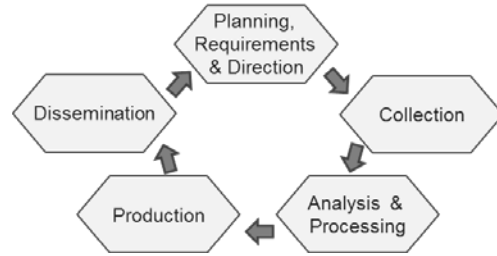 Planning,
Requirements
& Direction
Collection
Analysis &
Processing
Production
Dissemination